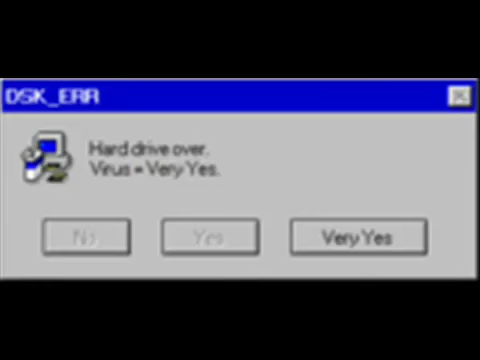 DSK_ERR
Hard drive over.
Virus = Very Yes.
No
Yes
Very Yes